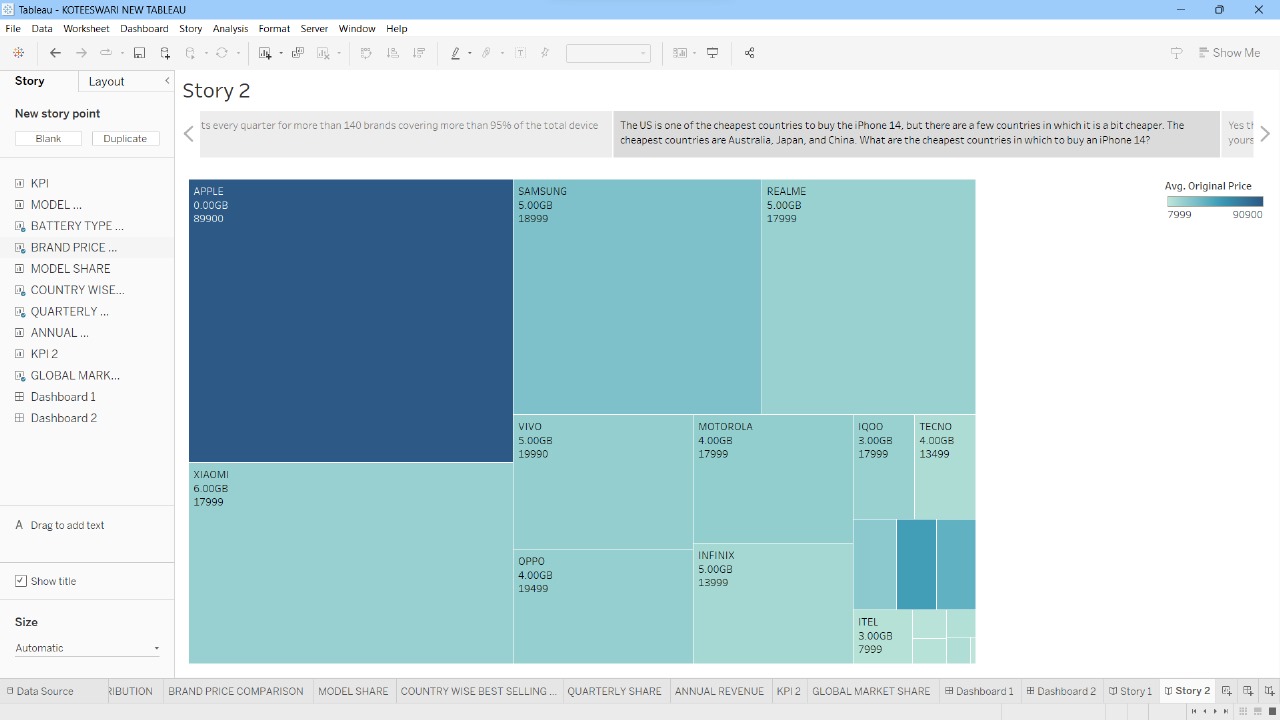 Tableau - KOTEESWARI NEW TABLEAU
File Data Worksheet Dashboard Story Analysis Format Server Window Help
Show Me
Story Layout
New story point
Blank Duplicate
KPI
MODEL ...
BATTERY TYPE ...
BRAND PRICE ...
MODEL SHARE
COUNTRY WISE...
QUARTERLY ...
ANNUAL ...
KPI 2
GLOBAL MARK...
Dashboard 1
Dashboard 2
A Drag to add text
Show title
Size
Automatic
Story 2
ts every quarter for more than 140 brands covering more than 95% of the total device
The US is one of the cheapest countries to buy the iPhone 14, but there are a few countries in which it is a bit cheaper. The
cheapest countries are Australia, Japan, and China. What are the cheapest countries in which to buy an iPhone 14?
Yes th
yours
APPLE
0.00GB
89900
SAMSUNG
5.00GB
18999
REALME
5.00GB
17999
XIAOMI
6.00GB
17999
VIVO
5.00GB
19990
MOTOROLA
4.00GB
17999
IQOO
3.00GB
17999
TECNO
4.00GB
13499
OPPO
4.00GB
19499
INFINIX
5.00GB
13999
ITEL
3.00GB
7999
Avg. Original Price
7999 90900
Data Source RIBUTION BRAND PRICE COMPARISON MODEL SHARE COUNTRY WISE BEST SELLING ... QUARTERLY SHARE ANNUAL REVENUE KPI 2 GLOBAL MARKET SHARE Dashboard 1 Dashboard 2 Story 1 Story 2